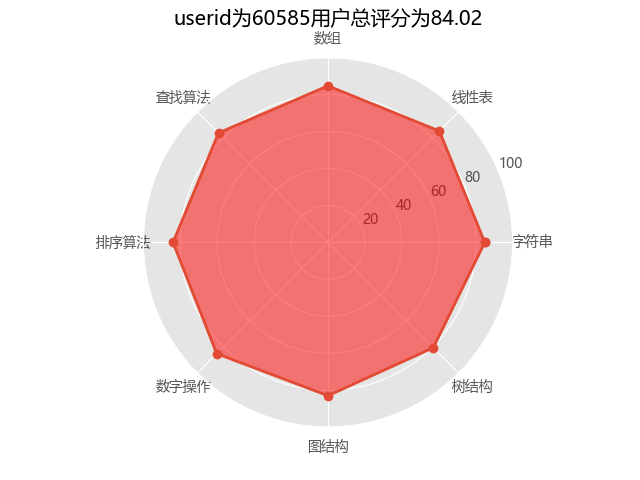 userid为60585用户总评分为84.02
数组
查找算法
线性表
100
80
60
40
20
排序算法
字符串
数字操作
树结构
图结构